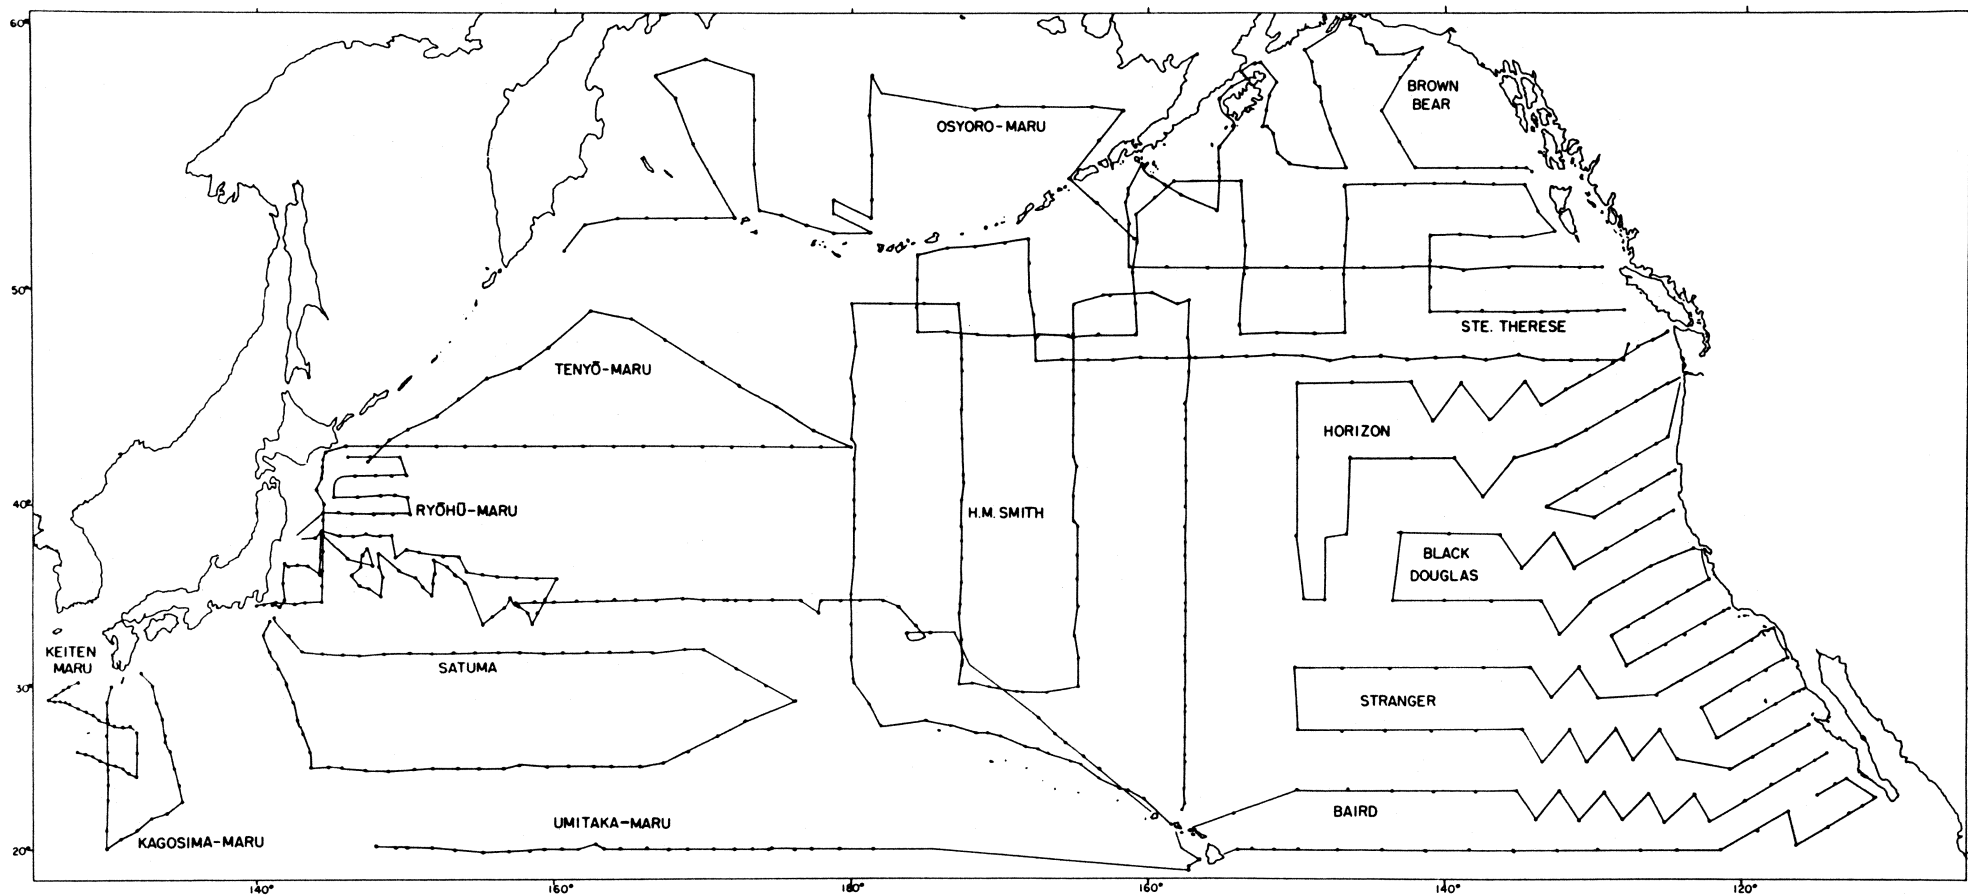 60°
BROWN
BEAR
OSYORO-MARU
50°
STE. THERESE
TENYŌ-MARU
HORIZON
40°
RYŌHŪ-MARU
H.M. SMITH
BLACK
DOUGLAS
KEITEN
MARU
SATUMA
30°
STRANGER
BAIRD
UMITAKA-MARU
KAGOSIMA-MARU
20°
140° 160° 180° 160° 140° 120°